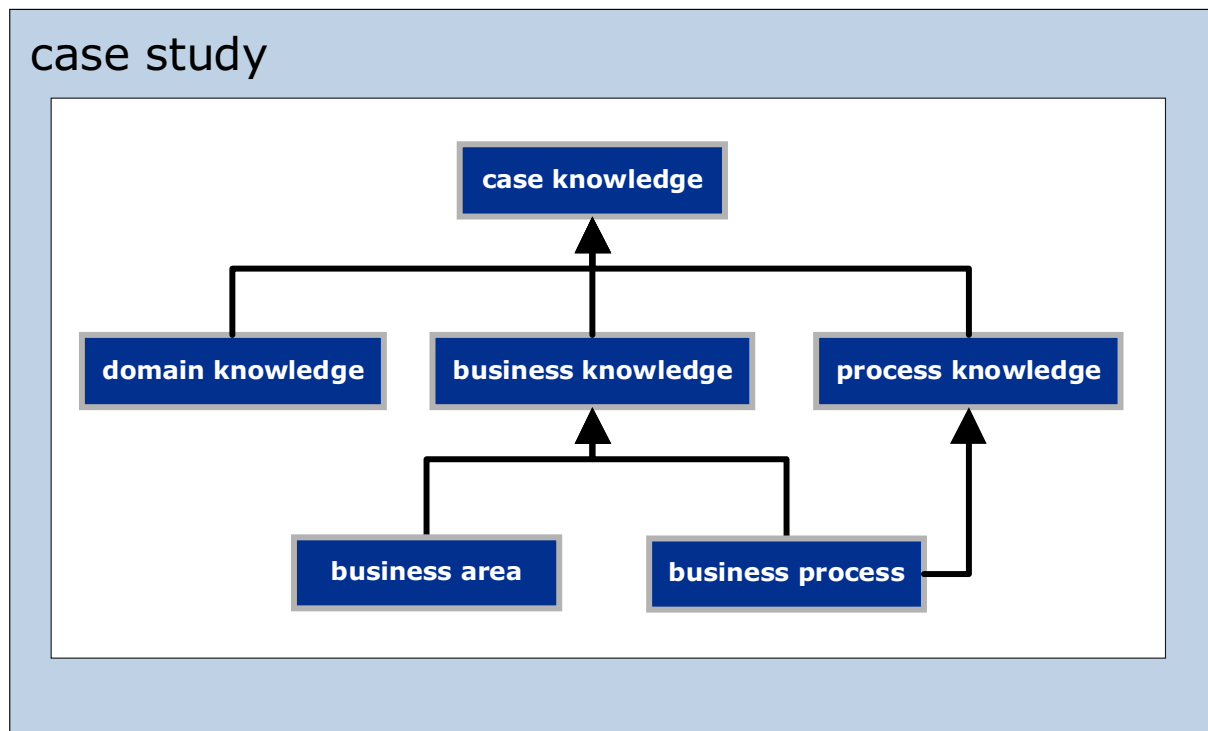 case study
case knowledge
domain knowledge
business knowledge
process knowledge
business area
business process